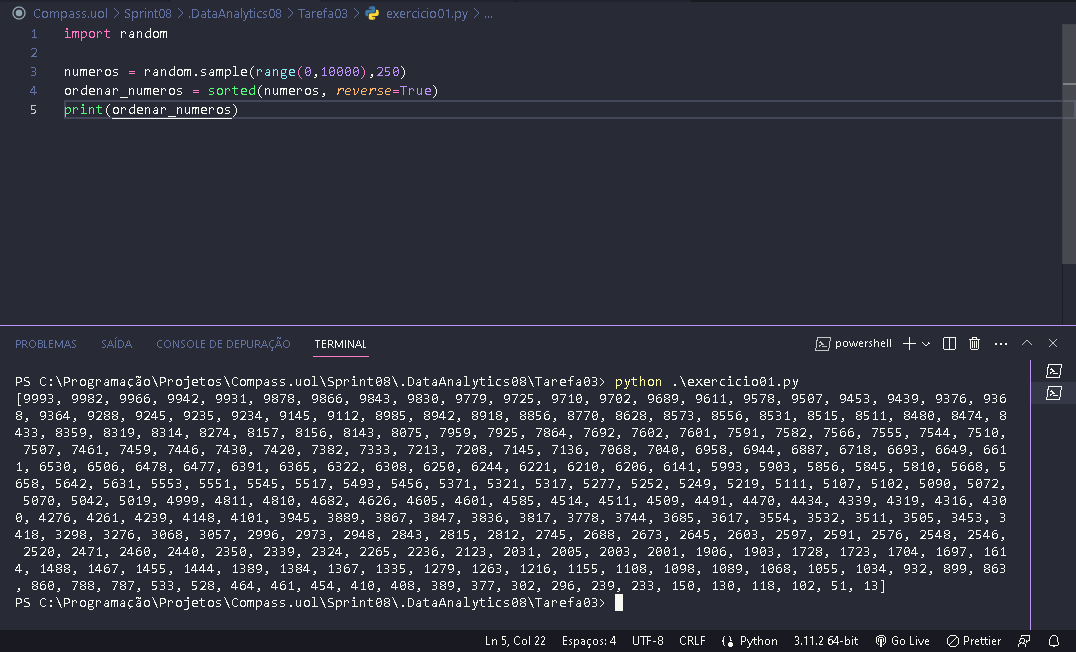 Compass.uol > Sprint08 > .DataAnalytics08 > Tarefa03 > exercicio01.py > ...
1 import random
2
3 numeros = random.sample(range(0,10000),250)
4 ordenar_numeros = sorted(numeros, reverse=True)
5 print(ordenar_numeros)
PROBLEMAS SAÍDA CONSOLE DE DEPURAÇÃO TERMINAL powershell
PS C:\Programação\Projetos\Compass.uol\Sprint08\.DataAnalytics08\Tarefa03> python .\exercicio01.py
[9993, 9982, 9966, 9942, 9931, 9878, 9866, 9843, 9830, 9779, 9725, 9710, 9702, 9689, 9611, 9578, 9507, 9453, 9439, 9376, 936
8, 9364, 9288, 9245, 9235, 9234, 9145, 9112, 8985, 8942, 8918, 8856, 8770, 8628, 8573, 8556, 8531, 8515, 8511, 8480, 8474, 8
433, 8359, 8319, 8314, 8274, 8157, 8156, 8143, 8075, 7959, 7925, 7864, 7692, 7602, 7601, 7591, 7582, 7566, 7555, 7544, 7510,
7507, 7461, 7459, 7446, 7430, 7420, 7382, 7333, 7213, 7208, 7145, 7136, 7068, 7040, 6958, 6944, 6887, 6718, 6693, 6649, 661
1, 6530, 6506, 6478, 6477, 6391, 6365, 6322, 6308, 6250, 6244, 6221, 6210, 6206, 6141, 5993, 5903, 5856, 5845, 5810, 5668, 5
658, 5642, 5631, 5553, 5551, 5545, 5517, 5493, 5456, 5371, 5321, 5317, 5277, 5252, 5249, 5219, 5111, 5107, 5102, 5090, 5072,
5070, 5042, 5019, 4999, 4811, 4810, 4682, 4626, 4605, 4601, 4585, 4514, 4511, 4509, 4491, 4470, 4434, 4339, 4319, 4316, 430
0, 4276, 4261, 4239, 4148, 4101, 3945, 3889, 3867, 3847, 3836, 3817, 3778, 3744, 3685, 3617, 3554, 3532, 3511, 3505, 3453, 3
418, 3298, 3276, 3068, 3057, 2996, 2973, 2948, 2843, 2815, 2812, 2745, 2688, 2673, 2645, 2603, 2597, 2591, 2576, 2548, 2546,
2520, 2471, 2460, 2440, 2350, 2339, 2324, 2265, 2236, 2123, 2031, 2005, 2003, 2001, 1906, 1903, 1728, 1723, 1704, 1697, 161
4, 1488, 1467, 1455, 1444, 1389, 1384, 1367, 1335, 1279, 1263, 1216, 1155, 1108, 1098, 1089, 1068, 1055, 1034, 932, 899, 863
, 860, 788, 787, 533, 528, 464, 461, 454, 410, 408, 389, 377, 302, 296, 239, 233, 150, 130, 118, 102, 51, 13]
PS C:\Programação\Projetos\Compass.uol\Sprint08\.DataAnalytics08\Tarefa03>
Ln 5, Col 22 Espaços: 4 UTF-8 CRLF Python 3.11.2 64-bit Go Live Prettier